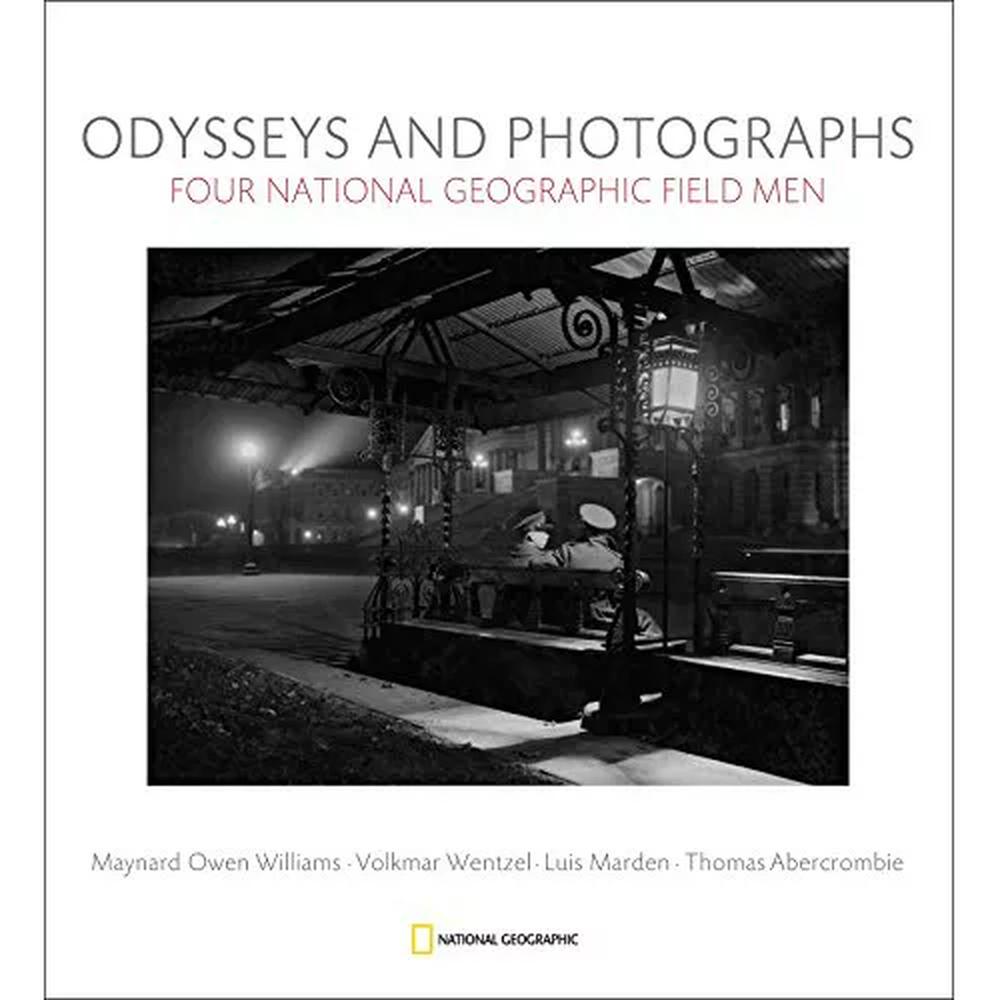 ODYSSEYS AND PHOTOGRAPHS
FOUR NATIONAL GEOGRAPHIC FIELD MEN
Maynard Owen Williams · Volkmar Wentzel · Luis Marden · Thomas Abercrombie
NATIONAL GEOGRAPHIC